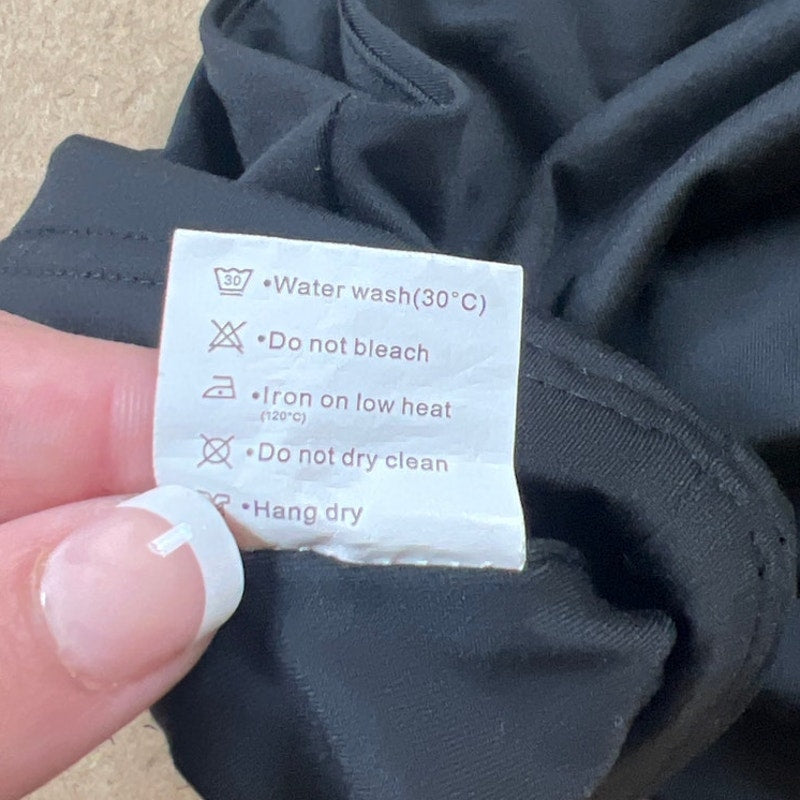 30 •Water wash(30°C)
•Do not bleach
•Iron on low heat
(120°C)
•Do not dry clean
•Hang dry